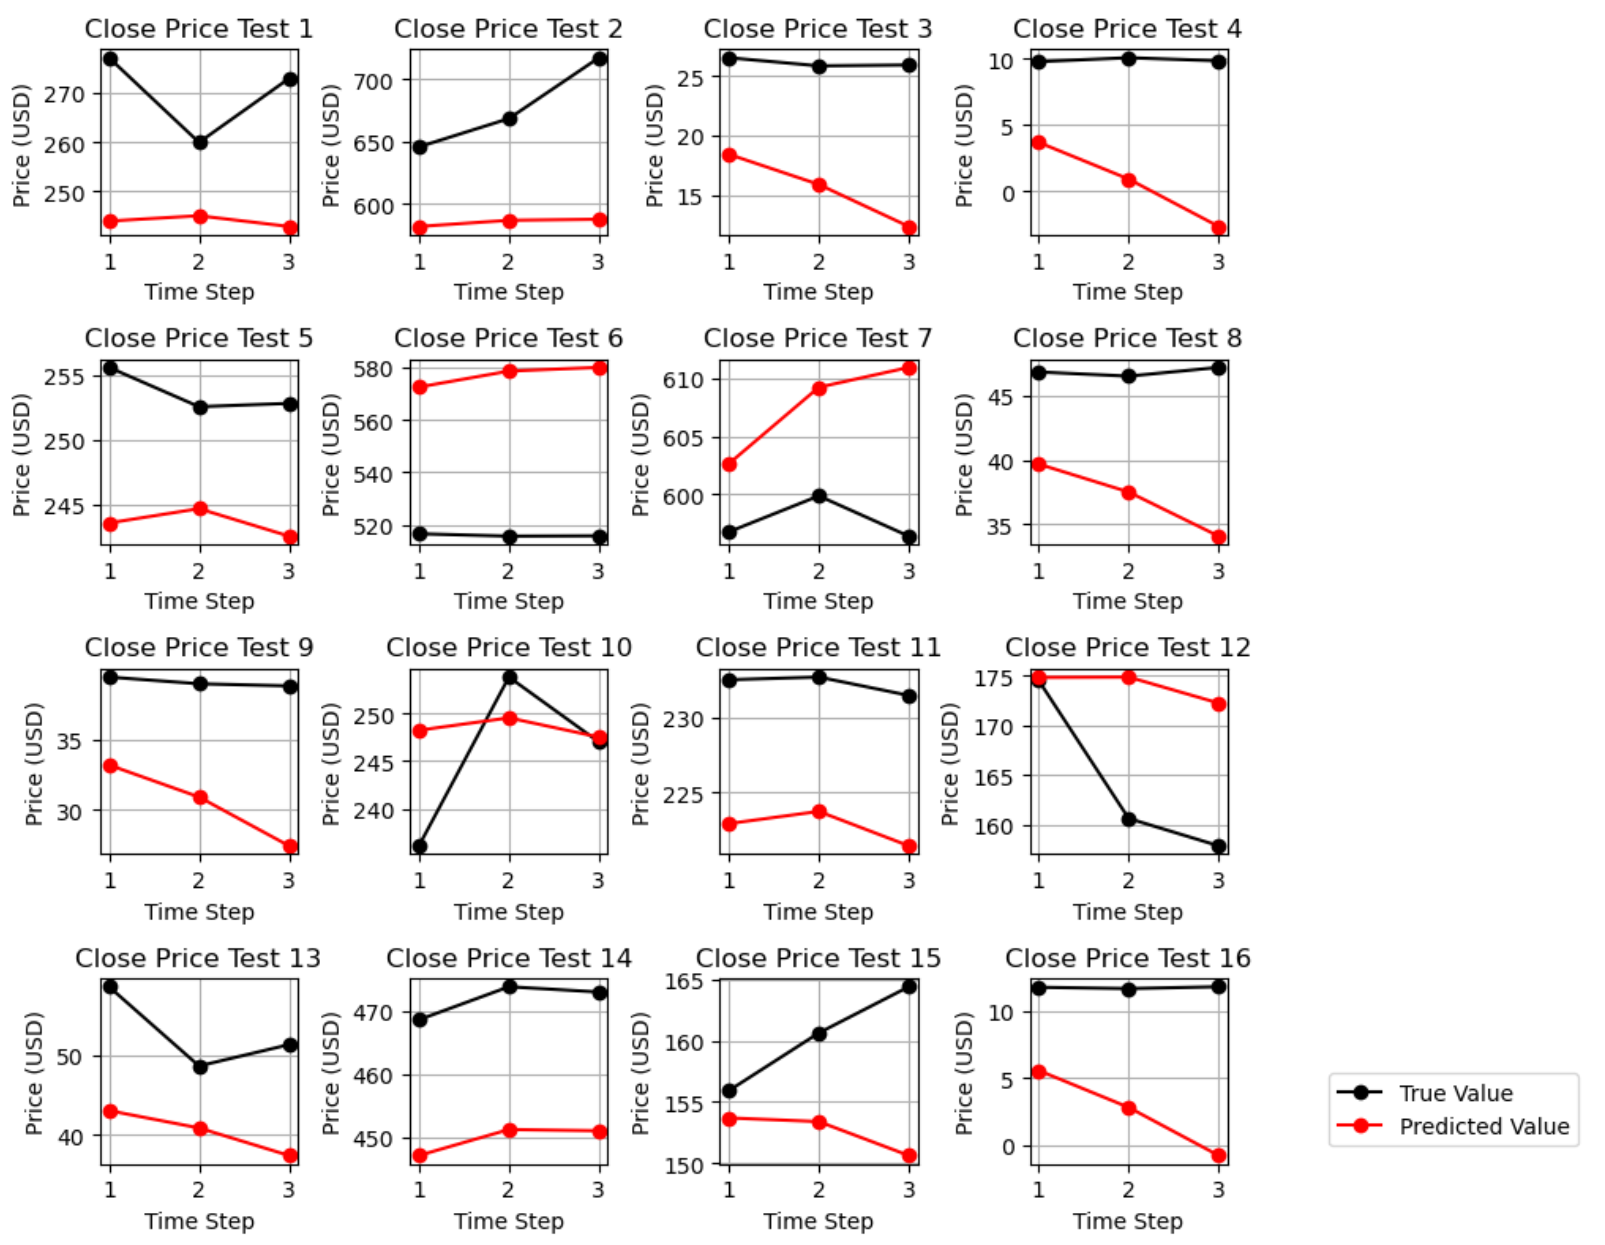 Close Price Test 1
Price (USD)
270
260
250
1 2 3
Time Step
Close Price Test 2
Price (USD)
700
650
600
1 2 3
Time Step
Close Price Test 3
Price (USD)
25
20
15
1 2 3
Time Step
Close Price Test 4
Price (USD)
10
5
0
1 2 3
Time Step
Close Price Test 5
Price (USD)
255
250
245
1 2 3
Time Step
Close Price Test 6
Price (USD)
580
560
540
520
1 2 3
Time Step
Close Price Test 7
Price (USD)
610
605
600
1 2 3
Time Step
Close Price Test 8
Price (USD)
45
40
35
1 2 3
Time Step
Close Price Test 9
Price (USD)
35
30
1 2 3
Time Step
Close Price Test 10
Price (USD)
250
245
240
1 2 3
Time Step
Close Price Test 11
Price (USD)
230
225
1 2 3
Time Step
Close Price Test 12
Price (USD)
175
170
165
160
1 2 3
Time Step
Close Price Test 13
Price (USD)
50
40
1 2 3
Time Step
Close Price Test 14
Price (USD)
470
460
450
1 2 3
Time Step
Close Price Test 15
Price (USD)
165
160
155
150
1 2 3
Time Step
Close Price Test 16
Price (USD)
10
5
0
1 2 3
Time Step
True Value
Predicted Value